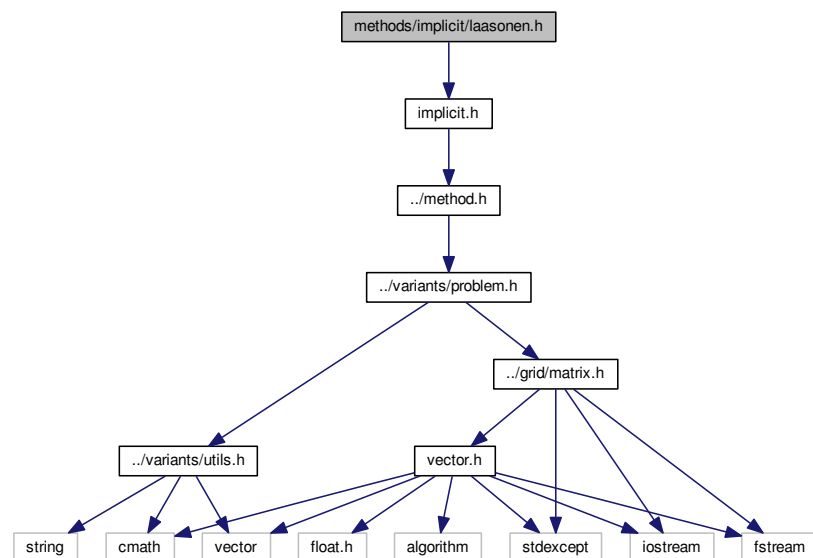 methods/implicit/laasonen.h
implicit.h
../method.h
../variants/problem.h
../grid/matrix.h
../variants/utils.h
vector.h
string
cmath
vector
float.h
algorithm
stdexcept
iostream
fstream